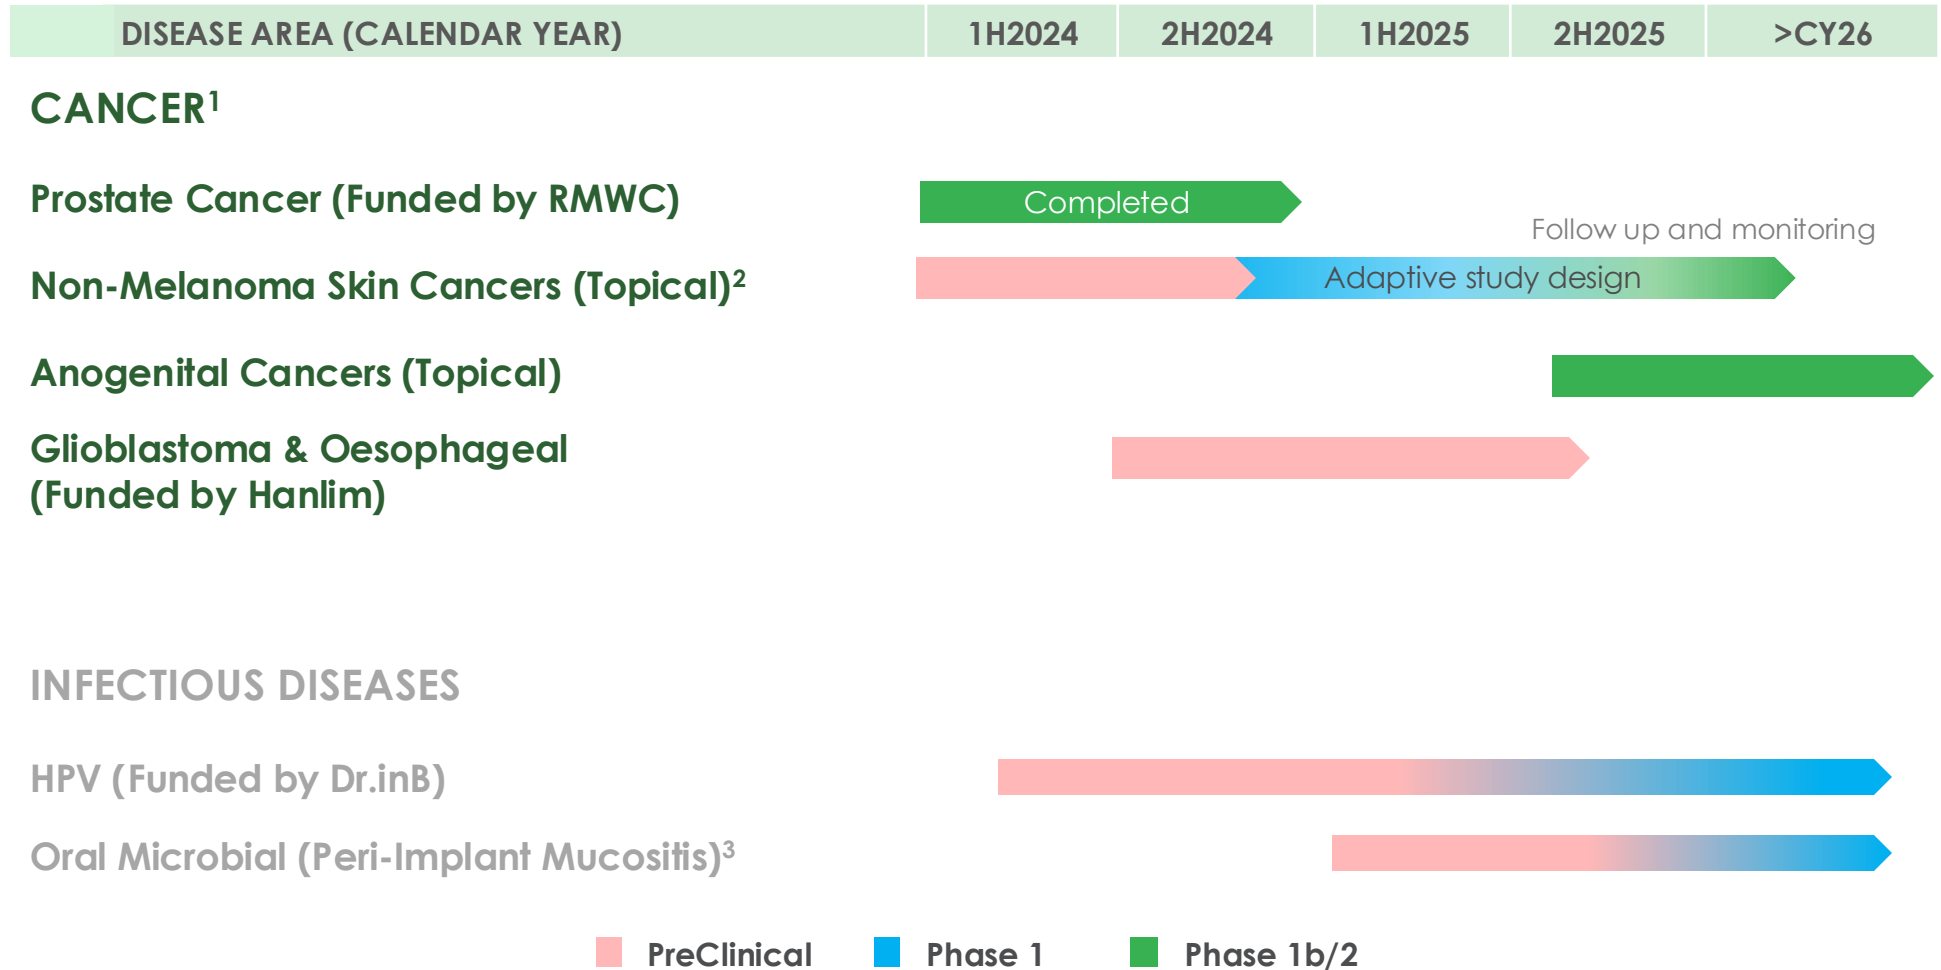 DISEASE AREA (CALENDAR YEAR) 1H2024 2H2024 1H2025 2H2025 >CY26
CANCER¹
Prostate Cancer (Funded by RMWC)
Completed
Follow up and monitoring
Non-Melanoma Skin Cancers (Topical)²
Adaptive study design
Anogenital Cancers (Topical)
Glioblastoma & Oesophageal
(Funded by Hanlim)
INFECTIOUS DISEASES
HPV (Funded by Dr.inB)
Oral Microbial (Peri-Implant Mucositis)³
PreClinical Phase 1 Phase 1b/2